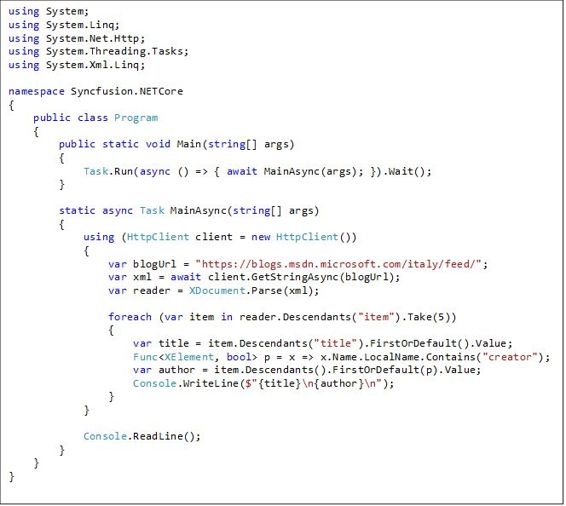 using System;
using System.Linq;
using System.Net.Http;
using System.Threading.Tasks;
using System.Xml.Linq;

namespace Syncfusion.NETCore
{
    public class Program
    {
        public static void Main(string[] args)
        {
            Task.Run(async () => { await MainAsync(args); }).Wait();
        }

        static async Task MainAsync(string[] args)
        {
            using (HttpClient client = new HttpClient())
            {
                var blogUrl = "https://blogs.msdn.microsoft.com/italy/feed/";
                var xml = await client.GetStringAsync(blogUrl);
                var reader = XDocument.Parse(xml);

                foreach (var item in reader.Descendants("item").Take(5))
                {
                    var title = item.Descendants("title").FirstOrDefault().Value;
                    Func<XElement, bool> p = x => x.Name.LocalName.Contains("creator");
                    var author = item.Descendants().FirstOrDefault(p).Value;
                    Console.WriteLine($"{title}\n{author}\n");
                }
            }

            Console.ReadLine();
        }
    }
}